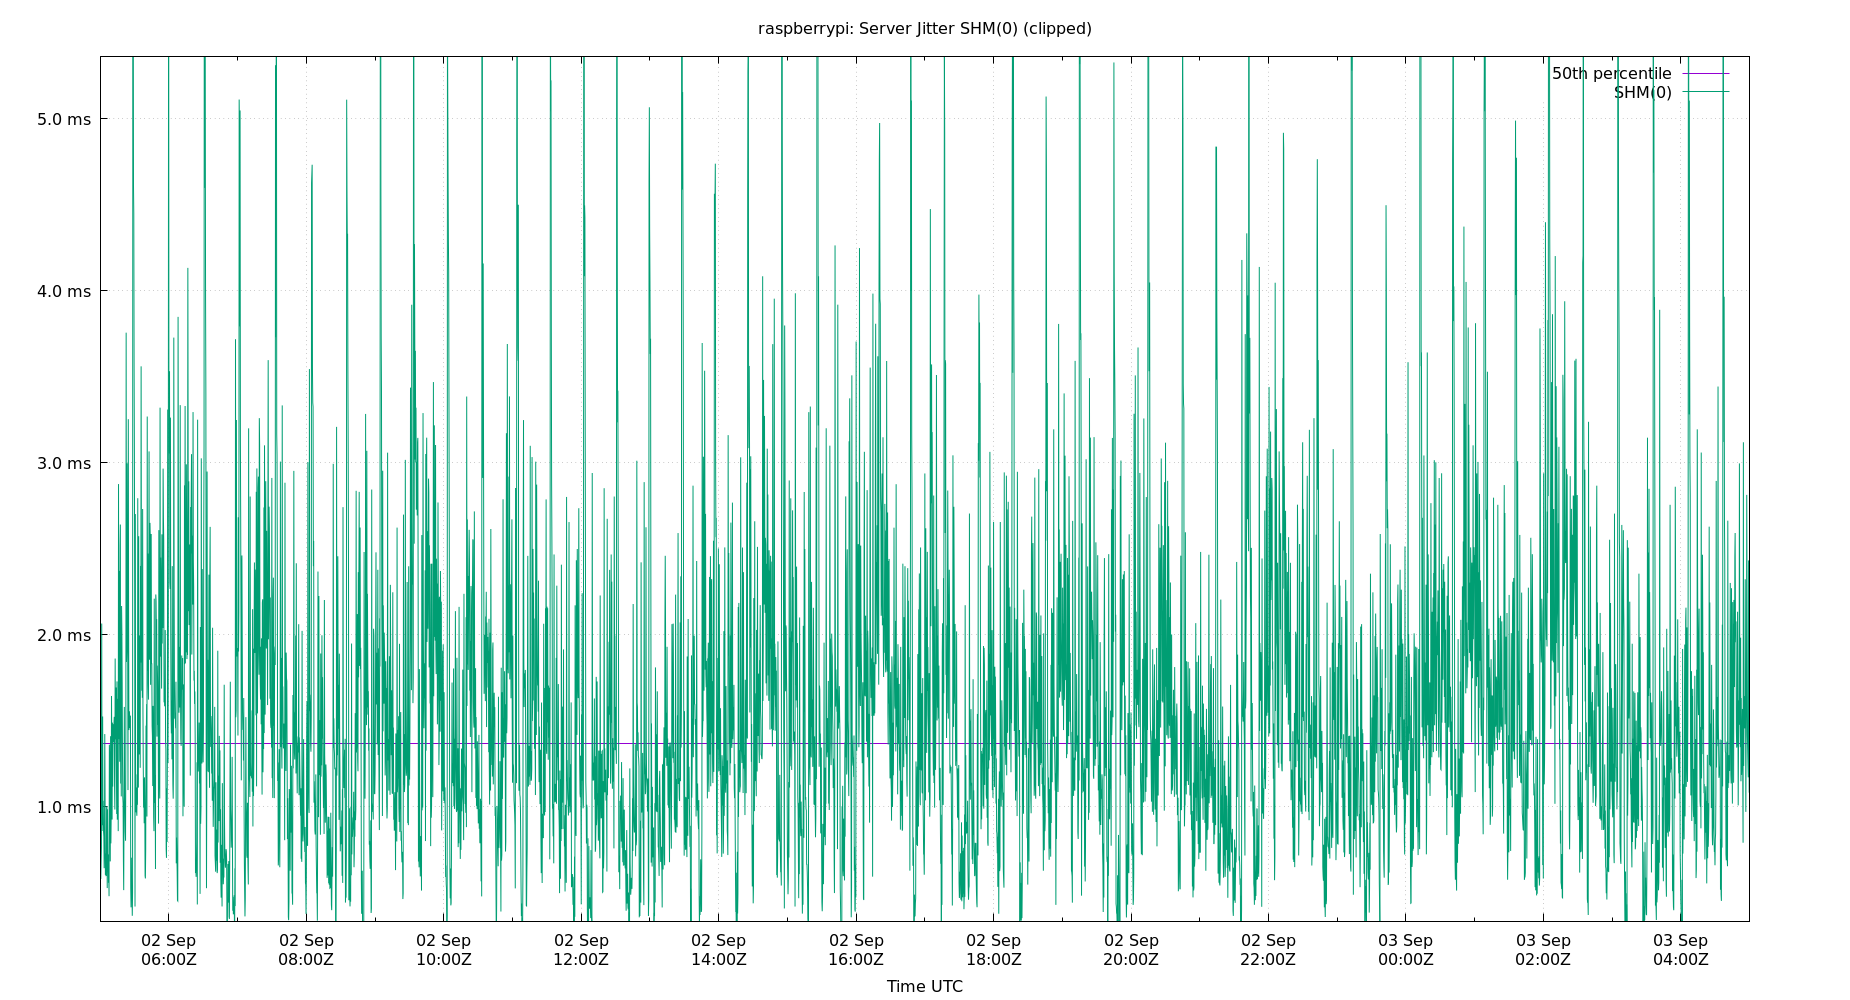 raspberrypi: Server Jitter SHM(0) (clipped)
50th percentile
SHM(0)
5.0 ms
4.0 ms
3.0 ms
2.0 ms
1.0 ms
02 Sep 02 Sep 02 Sep 02 Sep 02 Sep 02 Sep 02 Sep 02 Sep 02 Sep 03 Sep 03 Sep 03 Sep
06:00Z 08:00Z 10:00Z 12:00Z 14:00Z 16:00Z 18:00Z 20:00Z 22:00Z 00:00Z 02:00Z 04:00Z
Time UTC